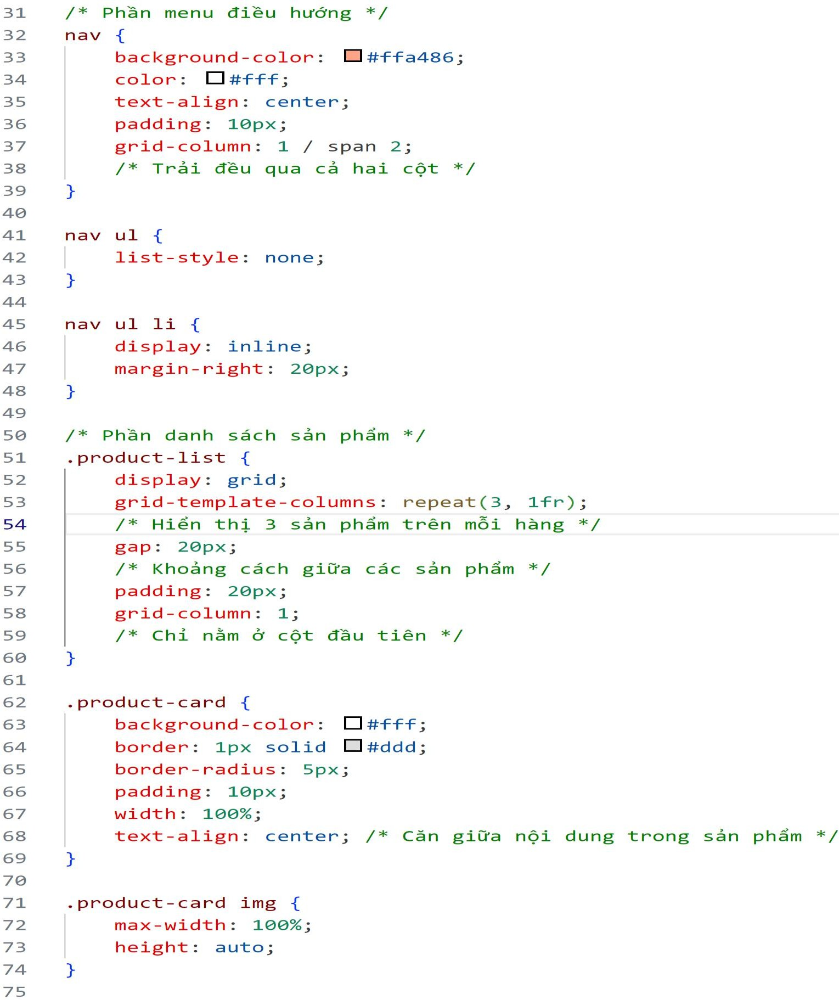 31 /* Phần menu điều hướng */
32 nav {
33 background-color: #ffa486;
34 color: #fff;
35 text-align: center;
36 padding: 10px;
37 grid-column: 1 / span 2;
38 /* Trải đều qua cả hai cột */
39 }
40
41 nav ul {
42 list-style: none;
43 }
44
45 nav ul li {
46 display: inline;
47 margin-right: 20px;
48 }
49
50 /* Phần danh sách sản phẩm */
51 .product-list {
52 display: grid;
53 grid-template-columns: repeat(3, 1fr);
54 /* Hiển thị 3 sản phẩm trên mỗi hàng */
55 gap: 20px;
56 /* Khoảng cách giữa các sản phẩm */
57 padding: 20px;
58 grid-column: 1;
59 /* Chỉ nằm ở cột đầu tiên */
60 }
61
62 .product-card {
63 background-color: #fff;
64 border: 1px solid #ddd;
65 border-radius: 5px;
66 padding: 10px;
67 width: 100%;
68 text-align: center; /* Căn giữa nội dung trong sản phẩm */
69 }
70
71 .product-card img {
72 max-width: 100%;
73 height: auto;
74 }
75